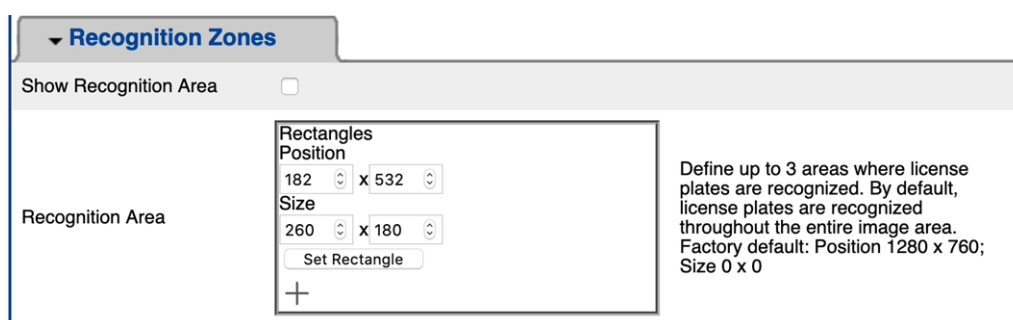 Recognition Zones
Show Recognition Area
Recognition Area
Rectangles
Position
182 x 532
Size
260 x 180
Set Rectangle
Define up to 3 areas where license
plates are recognized. By default,
license plates are recognized
throughout the entire image area.
Factory default: Position 1280 x 760;
Size 0 x 0